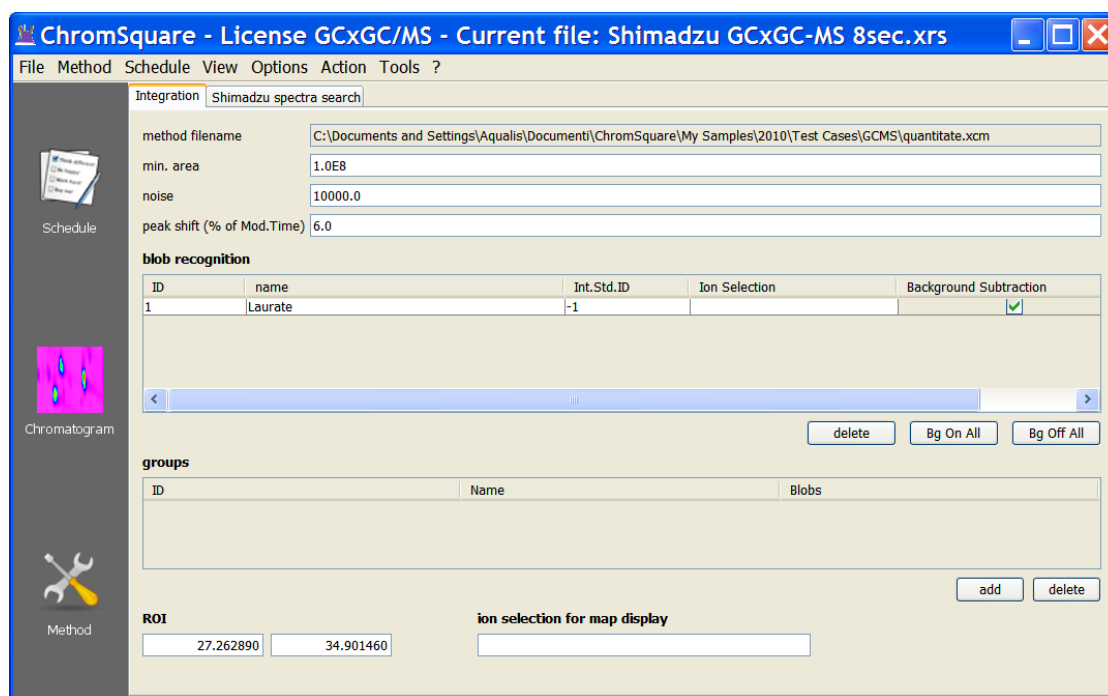 ChromSquare - License GCxGC/MS - Current file: Shimadzu GCxGC-MS 8sec.xrs
File Method Schedule View Options Action Tools ?
Integration Shimadzu spectra search
method filename C:\Documents and Settings\Aqualis\Documenti\ChromSquare\My Samples\2010\Test Cases\GCMS\quantitate.xcm
min. area 1.0E8
noise 10000.0
peak shift (% of Mod.Time) 6.0
Schedule
blob recognition
ID name Int.Std.ID Ion Selection Background Subtraction
1 Laurate -1
Chromatogram
delete Bg On All Bg Off All
groups
ID Name Blobs
add delete
Method
ROI ion selection for map display
27.262890 34.901460